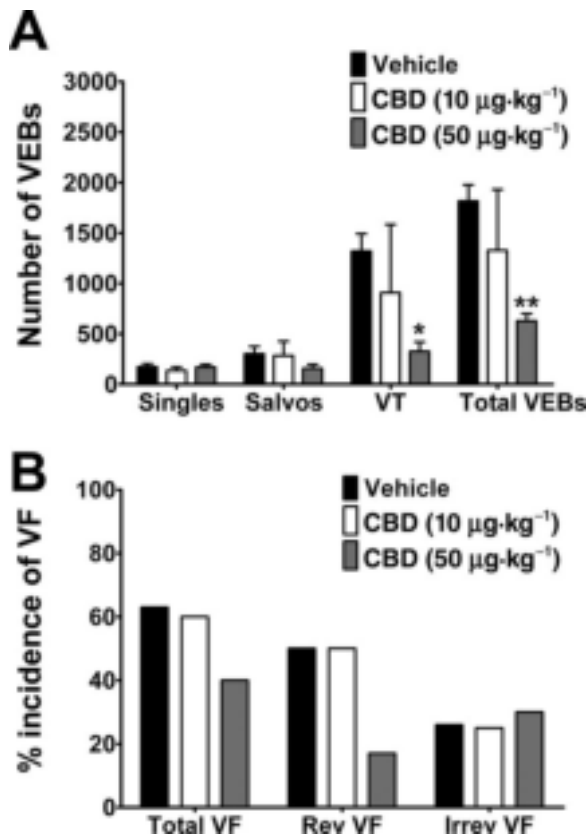 A
Vehicle
CBD (10 µg·kg⁻¹)
CBD (50 µg·kg⁻¹)
Number of VEBs
3000
2500
2000
1500
1000
500
0
*
**
Singles Salvos VT Total VEBs
B
Vehicle
CBD (10 µg·kg⁻¹)
CBD (50 µg·kg⁻¹)
% incidence of VF
100
80
60
40
20
0
Total VF Rev VF Irrev VF